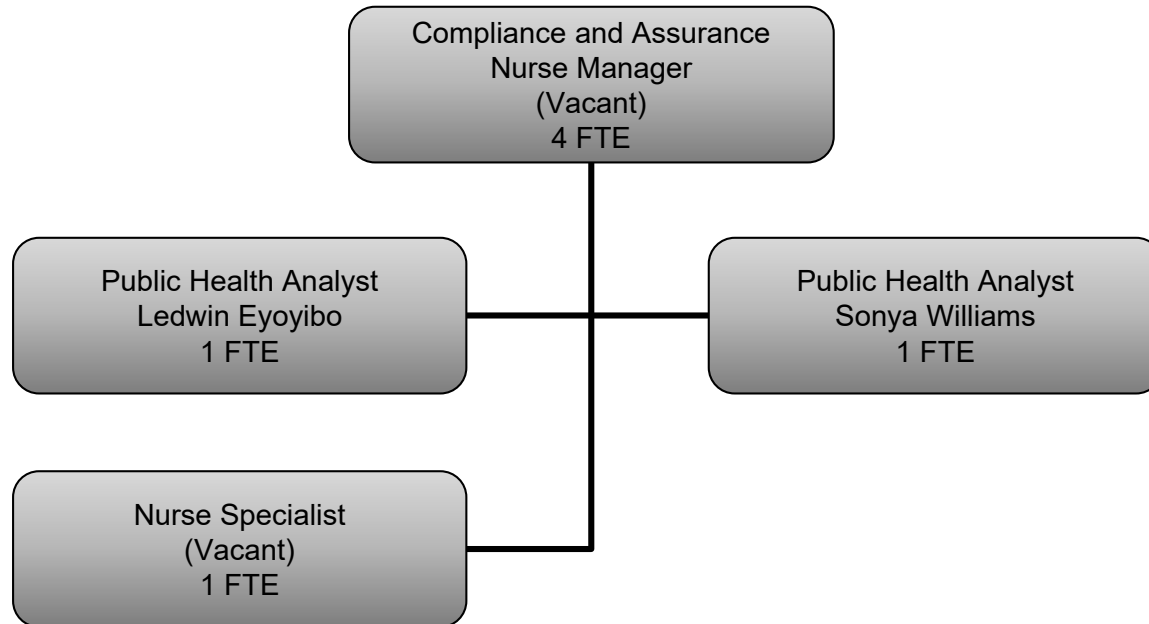 Compliance and Assurance
Nurse Manager
(Vacant)
4 FTE
Public Health Analyst
Ledwin Eyoyibo
1 FTE
Public Health Analyst
Sonya Williams
1 FTE
Nurse Specialist
(Vacant)
1 FTE